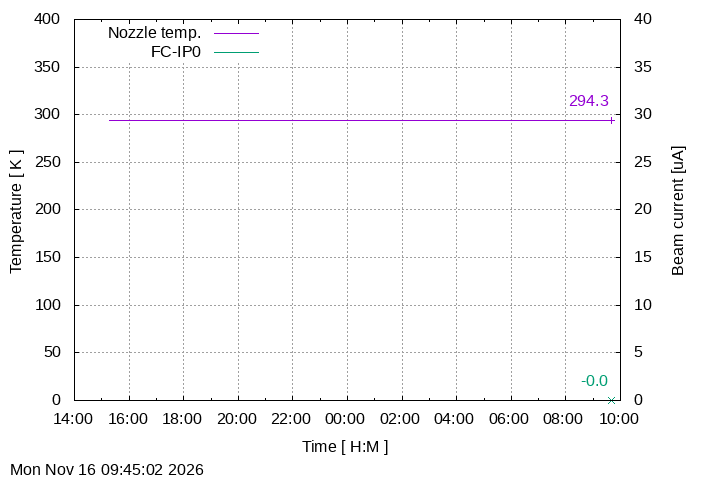 400
350
300
250
200
150
100
50
0
40
35
30
25
20
15
10
5
0
Nozzle temp.
FC-IP0
294.3
-0.0
Temperature [ K ]
Beam current [uA]
14:00 16:00 18:00 20:00 22:00 00:00 02:00 04:00 06:00 08:00 10:00
Time [ H:M ]
Mon Nov 16 09:45:02 2026